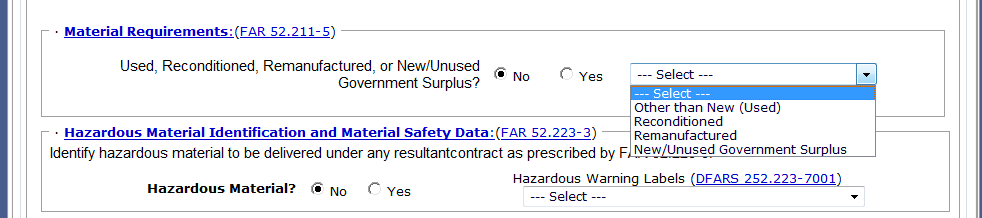 · Material Requirements:(FAR 52.211-5)
Used, Reconditioned, Remanufactured, or New/Unused
Government Surplus?
No
Yes
--- Select ---
--- Select ---
Other than New (Used)
Reconditioned
Remanufactured
New/Unused Government Surplus
· Hazardous Material Identification and Material Safety Data:(FAR 52.223-3)
Identify hazardous material to be delivered under any resultantcontract as prescribed by
Hazardous Material?
No
Yes
Hazardous Warning Labels (DFARS 252.223-7001)
--- Select ---